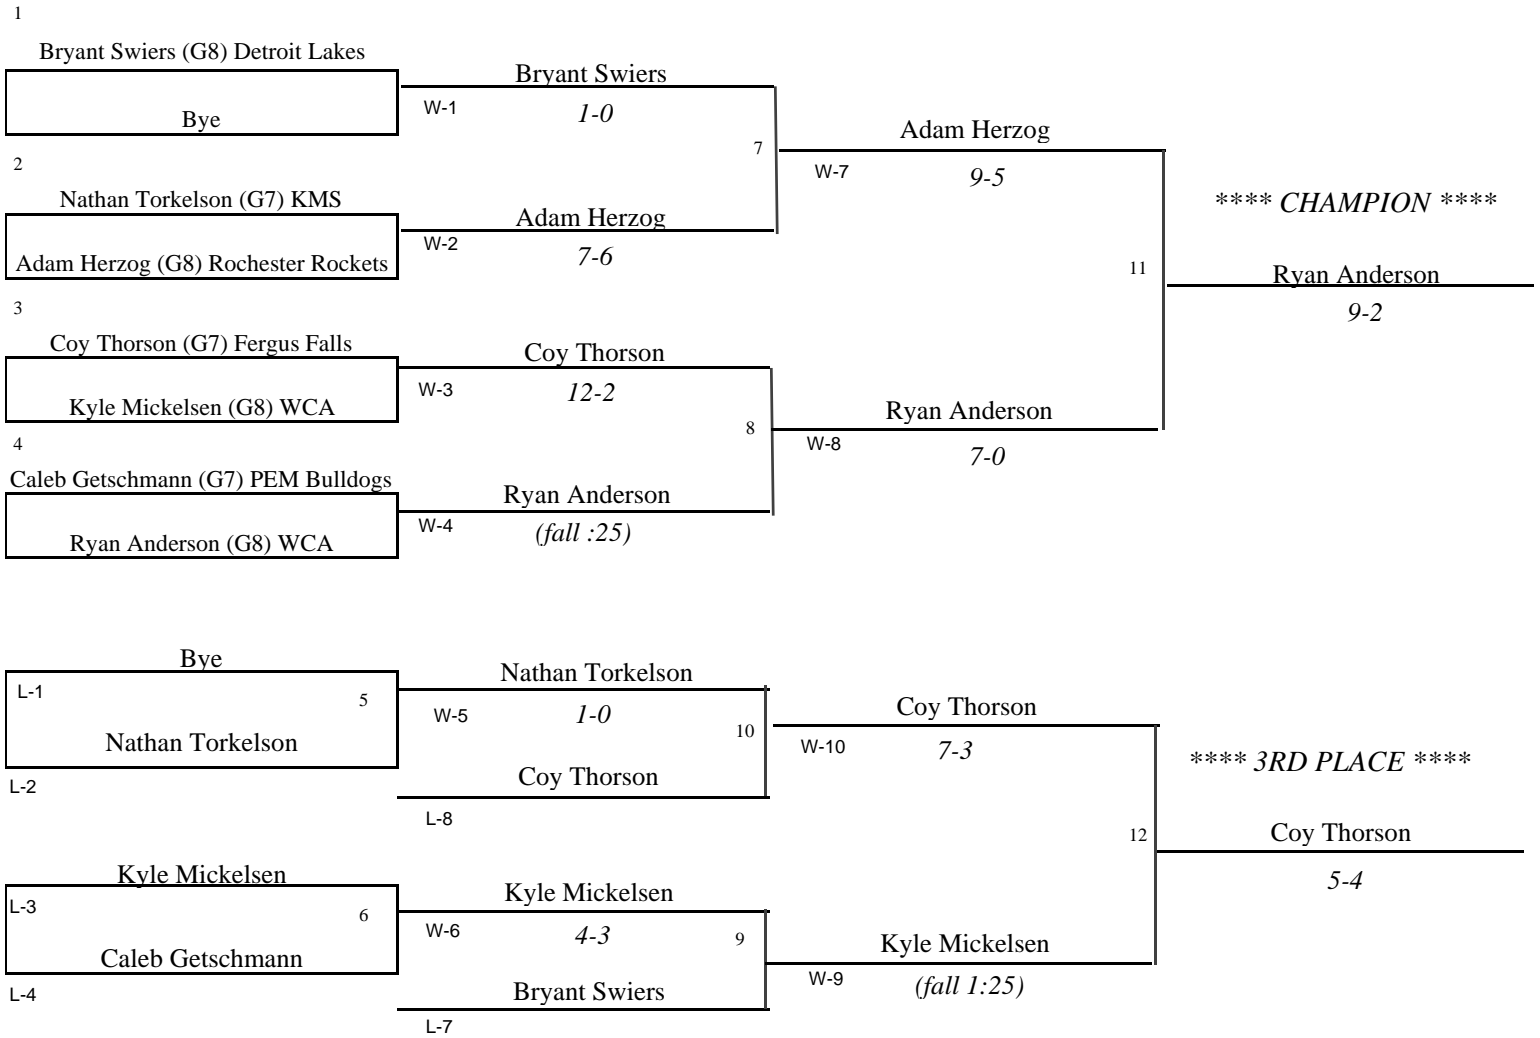 1
Bryant Swiers (G8) Detroit Lakes
Bryant Swiers
W-1
1-0
Bye
7
Adam Herzog
W-7
9-5
2
Nathan Torkelson (G7) KMS
**** CHAMPION ****
Adam Herzog
W-2
7-6
Adam Herzog (G8) Rochester Rockets
11
Ryan Anderson
9-2
3
Coy Thorson (G7) Fergus Falls
Coy Thorson
W-3
12-2
Kyle Mickelsen (G8) WCA
8
Ryan Anderson
W-8
7-0
4
Caleb Getschmann (G7) PEM Bulldogs
Ryan Anderson
W-4
(fall :25)
Ryan Anderson (G8) WCA
Bye
L-1
5
Nathan Torkelson
W-5
1-0
10
Coy Thorson
W-10
7-3
Nathan Torkelson
L-2
Coy Thorson
L-8
**** 3RD PLACE ****
12
Coy Thorson
5-4
Kyle Mickelsen
L-3
6
Kyle Mickelsen
W-6
4-3
9
Kyle Mickelsen
W-9
(fall 1:25)
Caleb Getschmann
L-4
Bryant Swiers
L-7